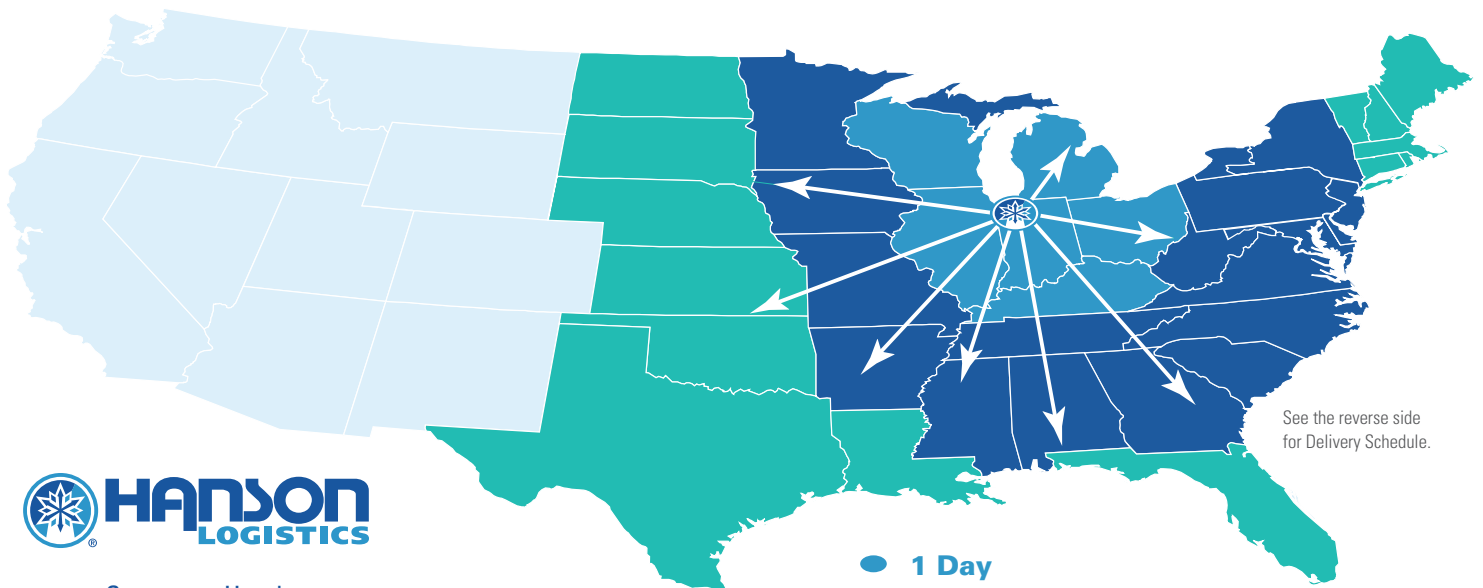 See the reverse side
for Delivery Schedule.
HANSON
LOGISTICS
®
1 Day